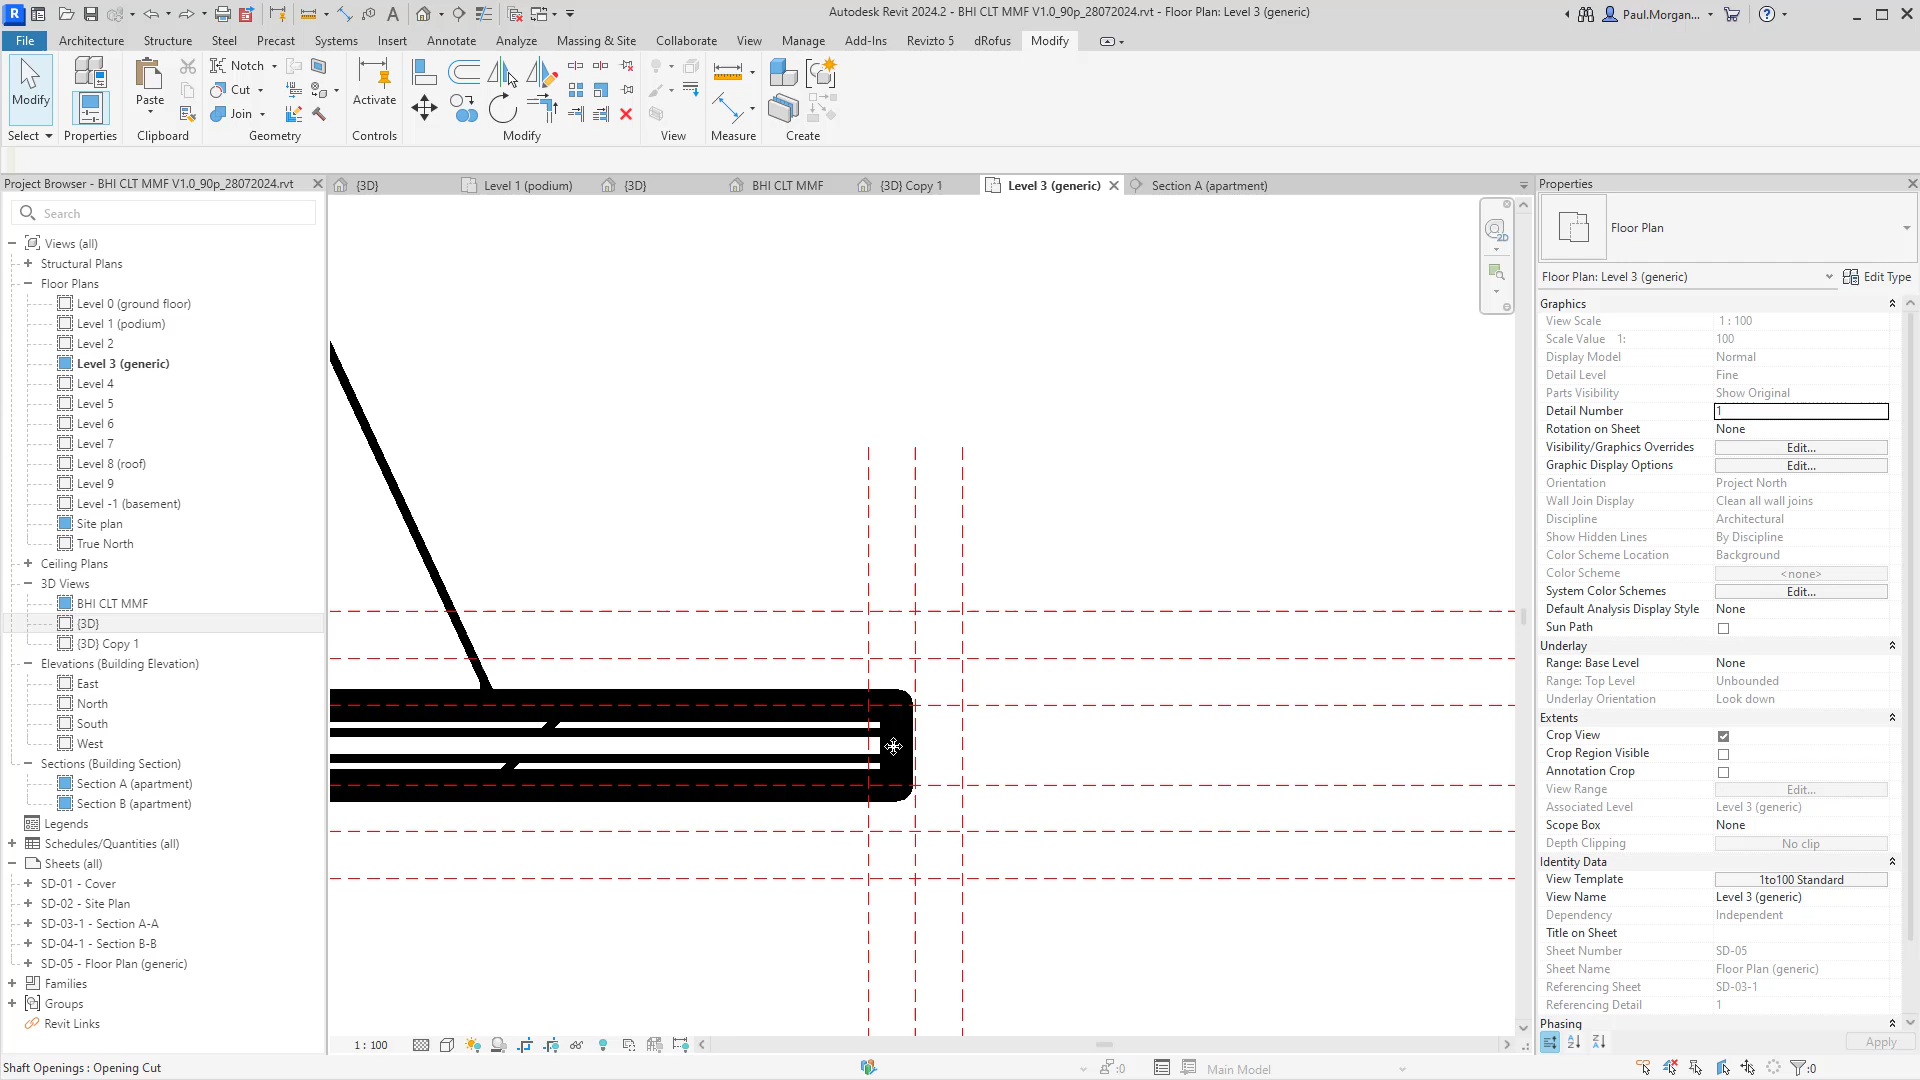 Autodesk Revit 2024.2 - BHI CLT MMF V1.0_90p_28072024.rvt - Floor Plan: Level 3 (generic)
Paul.Morgan...
File Architecture Structure Steel Precast Systems Insert Annotate Analyze Massing & Site Collaborate View Manage Add-Ins Revizto 5 dRofus Modify
Modify
Paste
Notch
Cut
Join
Activate
Select Properties Clipboard Geometry Controls Modify View Measure Create
Project Browser - BHI CLT MMF V1.0_90p_28072024.rvt
{3D} Level 1 (podium) {3D} BHI CLT MMF {3D} Copy 1 Level 3 (generic) Section A (apartment)
Search
Views (all)
Structural Plans
Floor Plans
Level 0 (ground floor)
Level 1 (podium)
Level 2
Level 3 (generic)
Level 4
Level 5
Level 6
Level 7
Level 8 (roof)
Level 9
Level -1 (basement)
Site plan
True North
Ceiling Plans
3D Views
BHI CLT MMF
{3D}
{3D} Copy 1
Elevations (Building Elevation)
East
North
South
West
Sections (Building Section)
Section A (apartment)
Section B (apartment)
Legends
Schedules/Quantities (all)
Sheets (all)
SD-01 - Cover
SD-02 - Site Plan
SD-03-1 - Section A-A
SD-04-1 - Section B-B
SD-05 - Floor Plan (generic)
Families
Groups
Revit Links
2D
Properties
Floor Plan
Floor Plan: Level 3 (generic) Edit Type
Graphics
View Scale 1 : 100
Scale Value 1: 100
Display Model Normal
Detail Level Fine
Parts Visibility Show Original
Detail Number 1
Rotation on Sheet None
Visibility/Graphics Overrides Edit...
Graphic Display Options Edit...
Orientation Project North
Wall Join Display Clean all wall joins
Discipline Architectural
Show Hidden Lines By Discipline
Color Scheme Location Background
Color Scheme <none>
System Color Schemes Edit...
Default Analysis Display Style None
Sun Path
Underlay
Range: Base Level None
Range: Top Level Unbounded
Underlay Orientation Look down
Extents
Crop View
Crop Region Visible
Annotation Crop
View Range Edit...
Associated Level Level 3 (generic)
Scope Box None
Depth Clipping No clip
Identity Data
View Template 1to100 Standard
View Name Level 3 (generic)
Dependency Independent
Title on Sheet
Sheet Number SD-05
Sheet Name Floor Plan (generic)
Referencing Sheet SD-03-1
Referencing Detail 1
Phasing
Apply
1 : 100
Shaft Openings : Opening Cut
:0
Main Model
:0